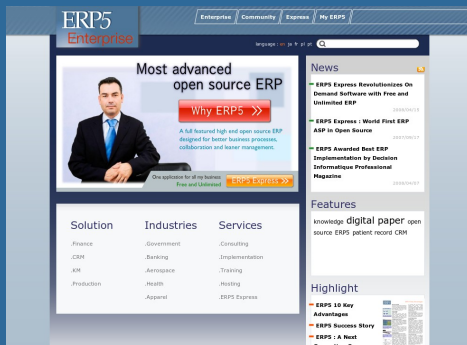 ERP5
Enterprise
Enterprise Community Express My ERP5
language : en ja fr pl pt
Most advanced
open source ERP
Why ERP5
A full featured high end open source ERP
designed for better business processes,
collaboration and leaner management.
One application for all my business
Free and Unlimited
ERP5 Express
News
ERP5 Express Revolutionizes On
Demand Software with Free and
Unlimited ERP
ERP5 Express : World First ERP
ASP in Open Source
ERP5 Awarded Best ERP
Implementation by Decision
Informatique Professional
Magazine
Features
knowledge digital paper open
source ERP5 patient record CRM
Highlight
ERP5 10 Key
Advantages
ERP5 Success Story
ERP5 : A Next
Solution
.Finance
.CRM
.KM
.Production
Industries
.Government
.Banking
.Aerospace
.Health
.Apparel
Services
.Consulting
.Implementation
.Training
.Hosting
.ERP5 Express